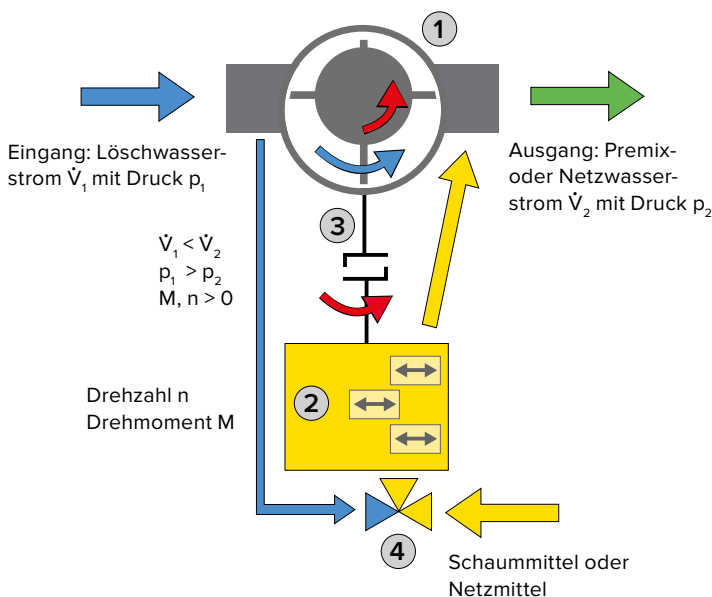 1
Eingang: Löschwasser-
strom V̇₁ mit Druck p₁
Ausgang: Premix-
oder Netzwasser-
strom V̇₂ mit Druck p₂
3
V̇₁ < V̇₂
p₁ > p₂
M, n > 0
Drehzahl n
Drehmoment M
2
4
Schaummittel oder
Netzmittel